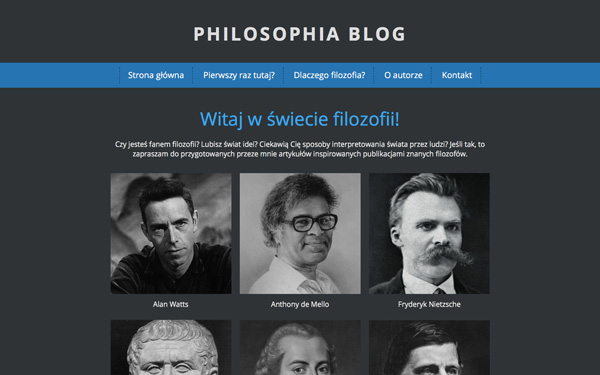 PHILOSOPHIA BLOG
Strona główna Pierwszy raz tutaj? Dlaczego filozofia? O autorze Kontakt
Witaj w świecie filozofii!
Czy jesteś fanem filozofii? Lubisz świat idei? Ciekawią Cię sposoby interpretowania świata przez ludzi? Jeśli tak, to
zapraszam do przygotowanych przeze mnie artykułów inspirowanych publikacjami znanych filozofów.
Alan Watts Anthony de Mello Fryderyk Nietzsche